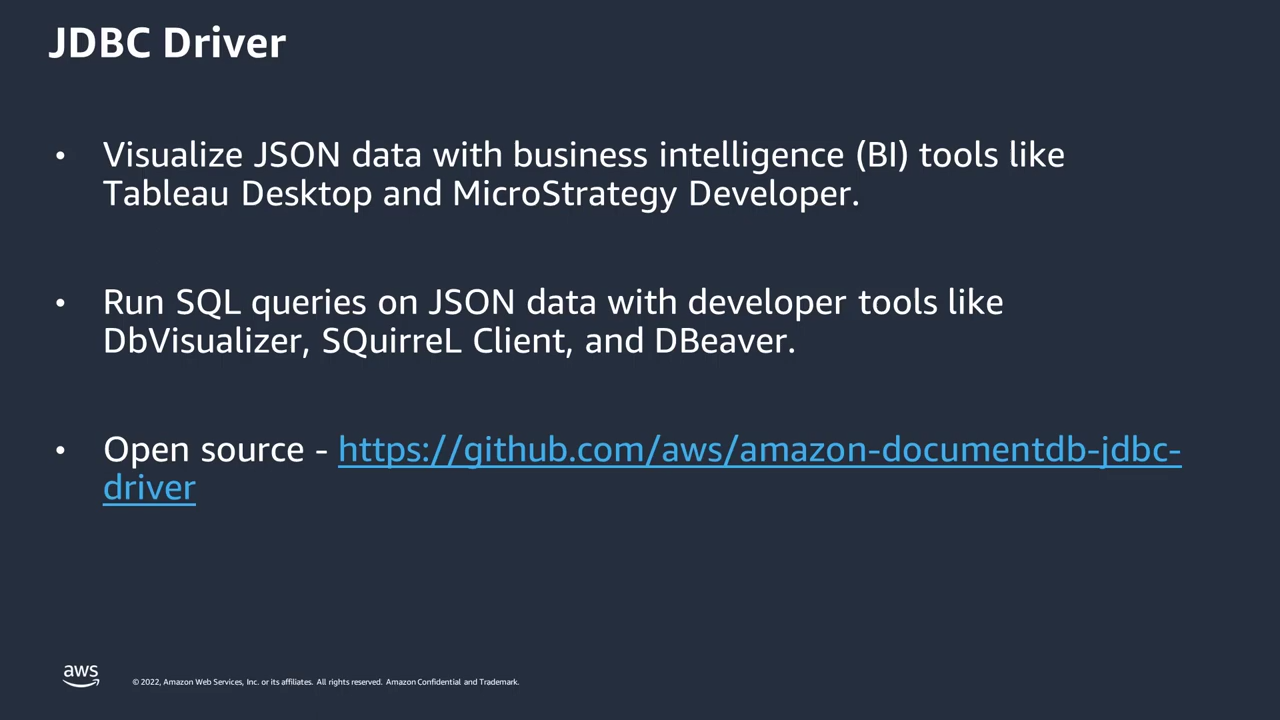 JDBC Driver
• Visualize JSON data with business intelligence (BI) tools like
Tableau Desktop and MicroStrategy Developer.
• Run SQL queries on JSON data with developer tools like
DbVisualizer, SQuirreL Client, and DBeaver.
• Open source - https://github.com/aws/amazon-documentdb-jdbc-
driver
aws
© 2022, Amazon Web Services, Inc. or its affiliates. All rights reserved. Amazon Confidential and Trademark.